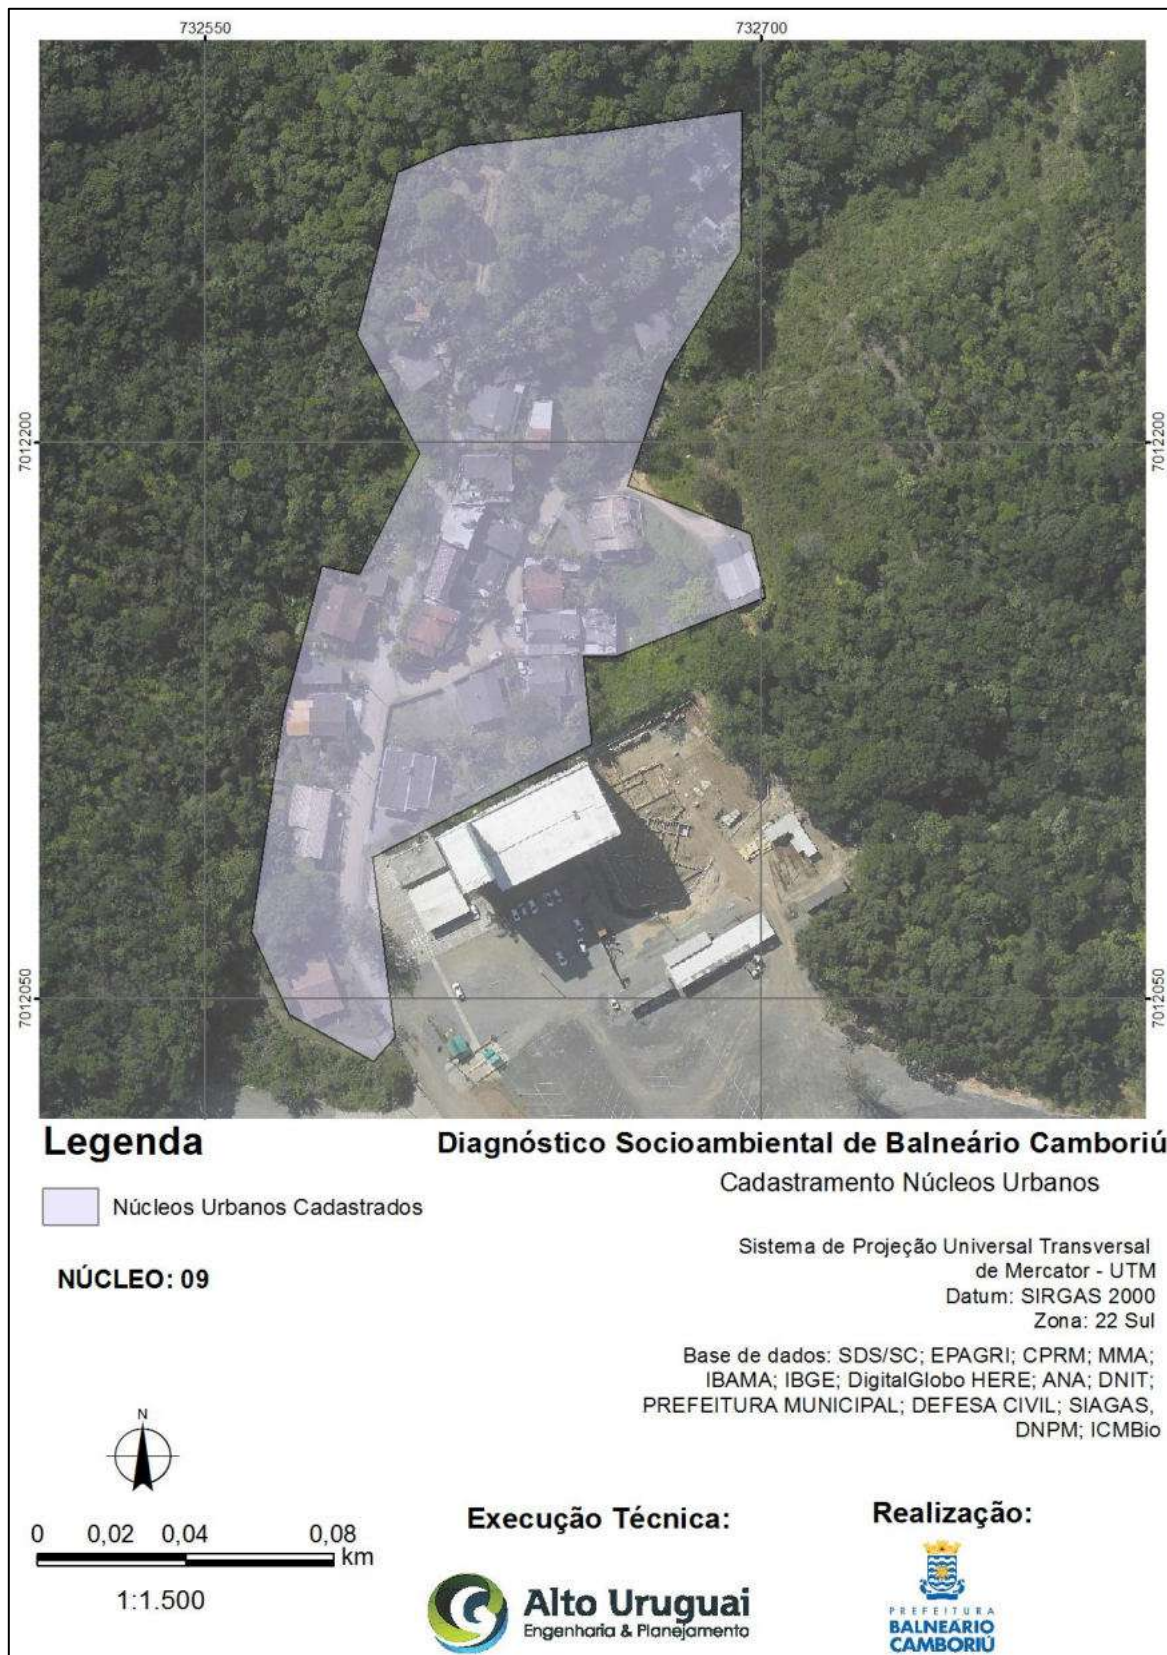 732550
732700
7012200
7012200
7012050
7012050
Legenda
Diagnóstico Socioambiental de Balneário Camboriú
Cadastramento Núcleos Urbanos
Núcleos Urbanos Cadastrados
Sistema de Projeção Universal Transversal
de Mercator - UTM
Datum: SIRGAS 2000
Zona: 22 Sul
NÚCLEO: 09
Base de dados: SDS/SC; EPAGRI; CPRM; MMA;
IBAMA; IBGE; DigitalGlobo HERE; ANA; DNIT;
PREFEITURA MUNICIPAL; DEFESA CIVIL; SIAGAS,
DNPM; ICMBio
N
0 0,02 0,04 0,08
km
1:1.500
Execução Técnica:
Alto Uruguai
Engenharia & Planejamento
Realização:
PREFEITURA
BALNEÁRIO
CAMBORIÚ